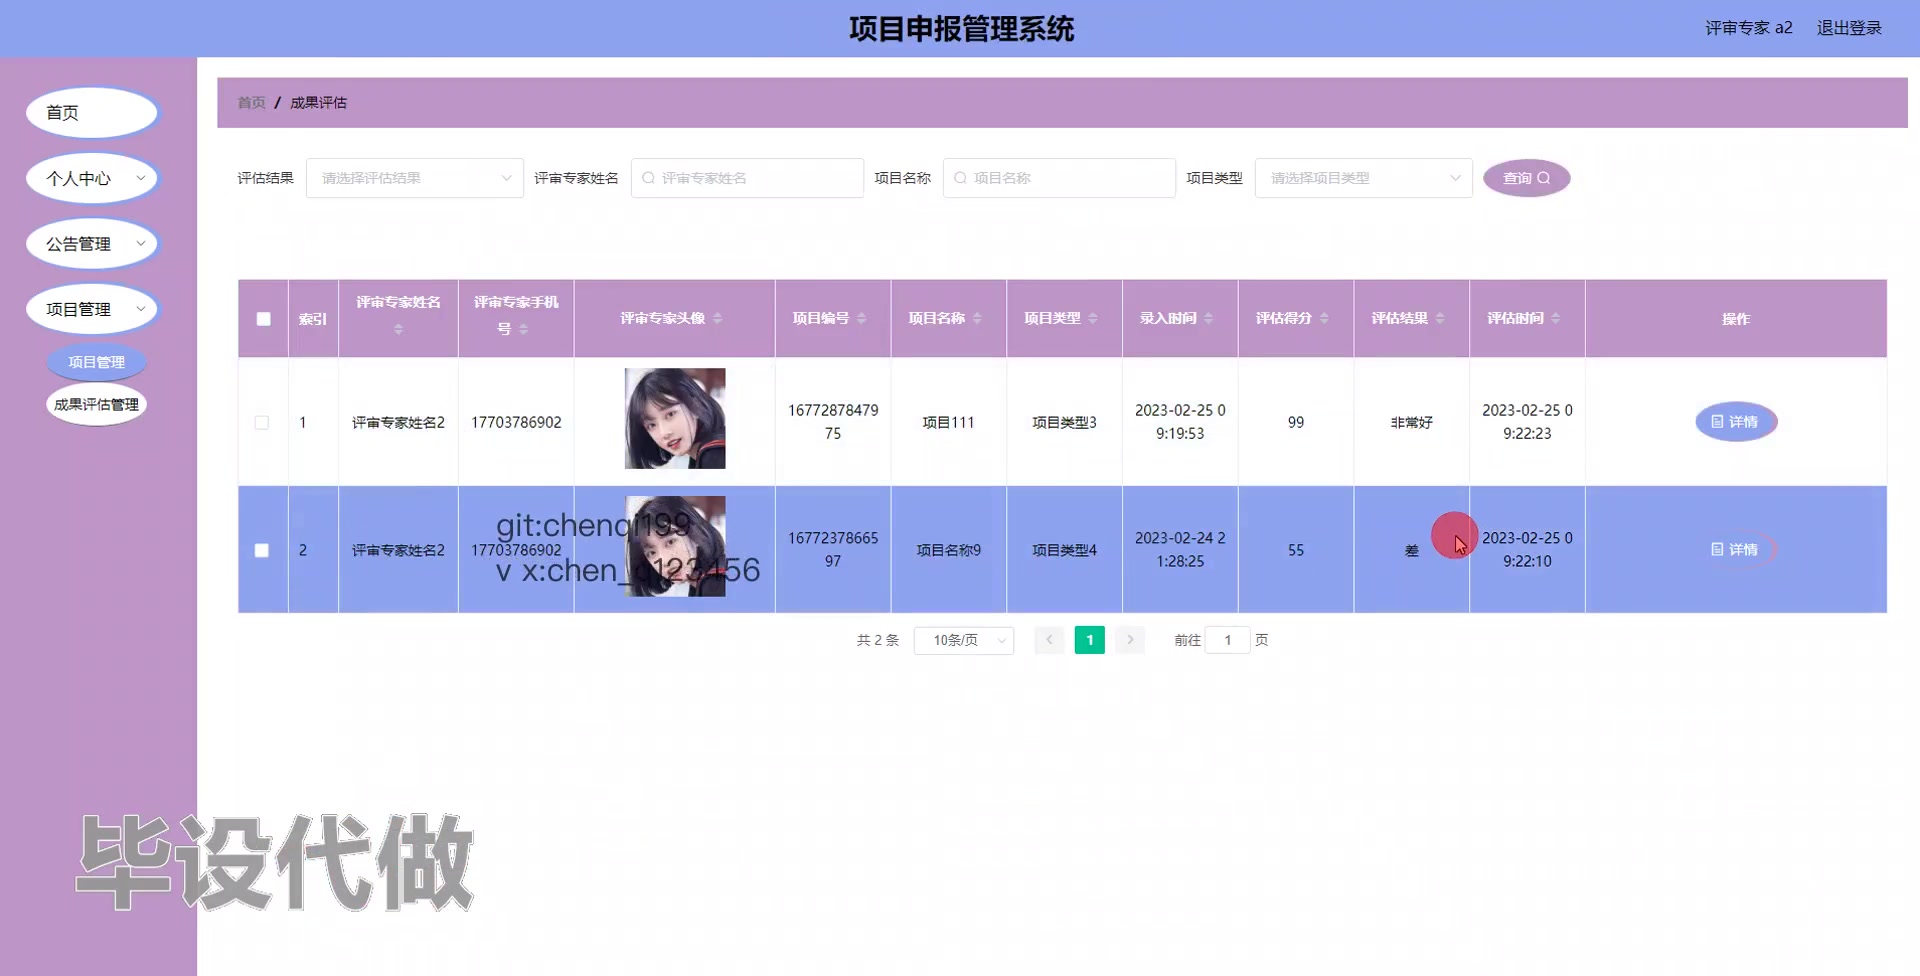 项目申报管理系统
评审专家 a2 退出登录
首页
个人中心
公告管理
项目管理
项目管理
成果评估管理
首页 / 成果评估
评估结果 请选择评估结果 评审专家姓名 评审专家姓名 项目名称 项目名称 项目类型 请选择项目类型 查询
索引 评审专家姓名 评审专家手机号 评审专家头像 项目编号 项目名称 项目类型 录入时间 评估得分 评估结果 评估时间 操作
1 评审专家姓名2 17703786902 1677287847975 项目111 项目类型3 2023-02-25 09:19:53 99 非常好 2023-02-25 09:22:23 详情
2 评审专家姓名2 17703786902 1677237866597 项目名称9 项目类型4 2023-02-24 21:28:25 55 差 2023-02-25 09:22:10 详情
git:chenqi199
v x:chen_q123456
共 2 条 10条/页 1 前往 1 页
毕设代做